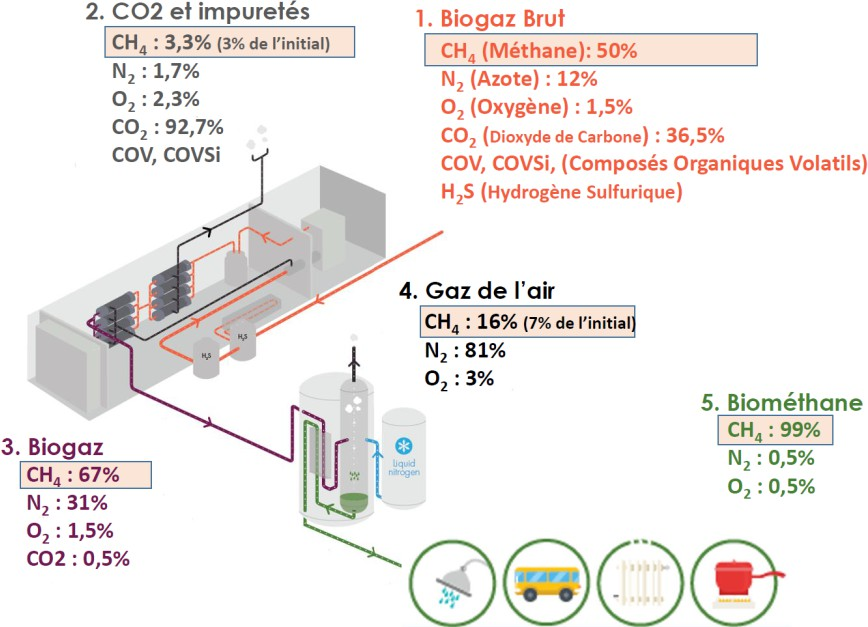 2. CO2 et impuretés
CH₄ : 3,3% (3% de l'initial)
N₂ : 1,7%
O₂ : 2,3%
CO₂ : 92,7%
COV, COVSi
1. Biogaz Brut
CH₄ (Méthane): 50%
N₂ (Azote) : 12%
O₂ (Oxygène) : 1,5%
CO₂ (Dioxyde de Carbone) : 36,5%
COV, COVSi, (Composés Organiques Volatils)
H₂S (Hydrogène Sulfurique)
H₂S
H₂S
4. Gaz de l'air
CH₄ : 16% (7% de l'initial)
N₂ : 81%
O₂ : 3%
3. Biogaz
CH₄ : 67%
N₂ : 31%
O₂ : 1,5%
CO2 : 0,5%
Liquid
nitrogen
5. Biométhane
CH₄ : 99%
N₂ : 0,5%
O₂ : 0,5%